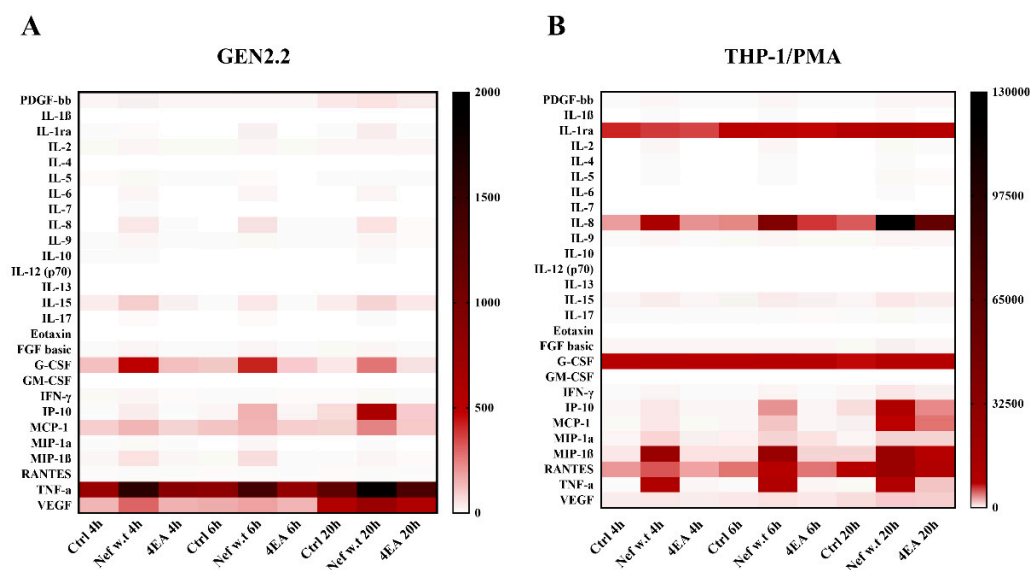 A
GEN2.2
PDGF-bb
IL-1ß
IL-1ra
IL-2
IL-4
IL-5
IL-6
IL-7
IL-8
IL-9
IL-10
IL-12 (p70)
IL-13
IL-15
IL-17
Eotaxin
FGF basic
G-CSF
GM-CSF
IFN-γ
IP-10
MCP-1
MIP-1a
MIP-1ß
RANTES
TNF-a
VEGF
Ctrl 4h
Nef w.t 4h
4EA 4h
Ctrl 6h
Nef w.t 6h
4EA 6h
Ctrl 20h
Nef w.t 20h
4EA 20h
2000
1500
1000
500
0
B
THP-1/PMA
PDGF-bb
IL-1ß
IL-1ra
IL-2
IL-4
IL-5
IL-6
IL-7
IL-8
IL-9
IL-10
IL-12 (p70)
IL-13
IL-15
IL-17
Eotaxin
FGF basic
G-CSF
GM-CSF
IFN-γ
IP-10
MCP-1
MIP-1a
MIP-1ß
RANTES
TNF-a
VEGF
Ctrl 4h
Nef w.t 4h
4EA 4h
Ctrl 6h
Nef w.t 6h
4EA 6h
Ctrl 20h
Nef w.t 20h
4EA 20h
130000
97500
65000
32500
0